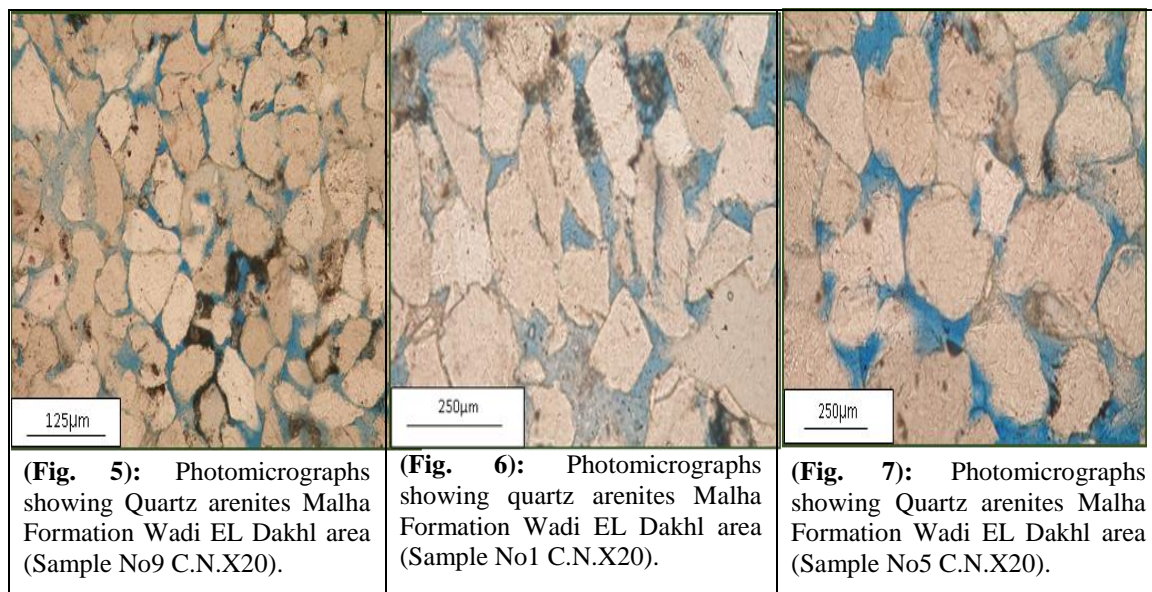 125µm
250µm
250µm
(Fig. 5): Photomicrographs
showing Quartz arenites Malha
Formation Wadi EL Dakhl area
(Sample No9 C.N.X20).
(Fig. 6): Photomicrographs
showing quartz arenites Malha
Formation Wadi EL Dakhl area
(Sample No1 C.N.X20).
(Fig. 7): Photomicrographs
showing Quartz arenites Malha
Formation Wadi EL Dakhl area
(Sample No5 C.N.X20).